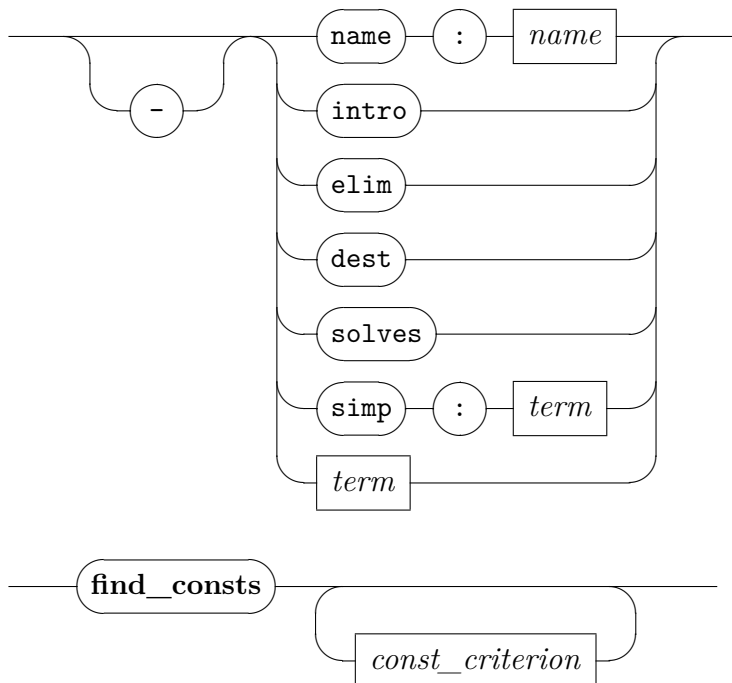 name : name
-
intro
elim
dest
solves
simp : term
term
find_consts
const_criterion